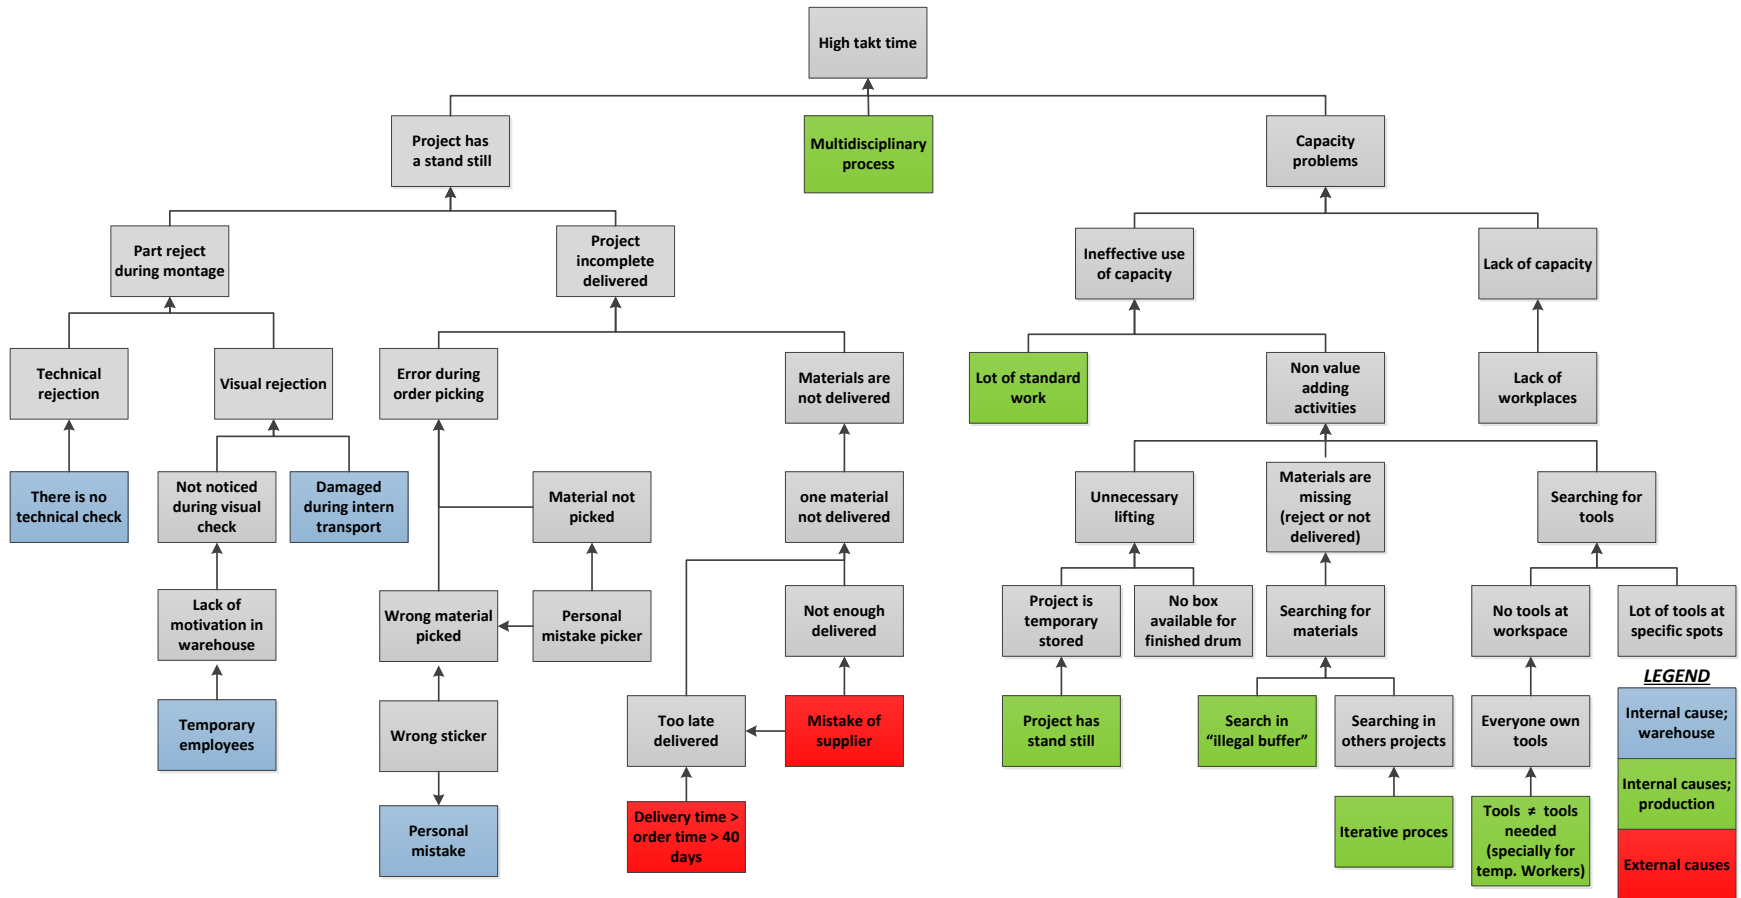 High takt time
Project has
a stand still
Multidisciplinary
process
Capacity
problems
Part reject
during montage
Project
incomplete
delivered
Ineffective use
of capacity
Lack of capacity
Technical
rejection
Visual rejection
Error during
order picking
Materials are
not delivered
Lot of standard
work
Non value
adding
activities
Lack of
workplaces
There is no
technical check
Not noticed
during visual
check
Damaged
during intern
transport
Material not
picked
one material
not delivered
Unnecessary
lifting
Materials are
missing
(reject or not
delivered)
Searching for
tools
Lack of
motivation in
warehouse
Wrong material
picked
Personal
mistake picker
Not enough
delivered
Project is
temporary
stored
No box
available for
finished drum
Searching for
materials
No tools at
workspace
Lot of tools at
specific spots
Temporary
employees
Wrong sticker
Too late
delivered
Mistake of
supplier
Project has
stand still
Search in
“illegal buffer”
Searching in
others projects
Everyone own
tools
Personal
mistake
Delivery time >
order time > 40
days
Iterative proces
Tools ≠ tools
needed
(specially for
temp. Workers)
LEGEND
Internal cause;
warehouse
Internal causes;
production
External causes